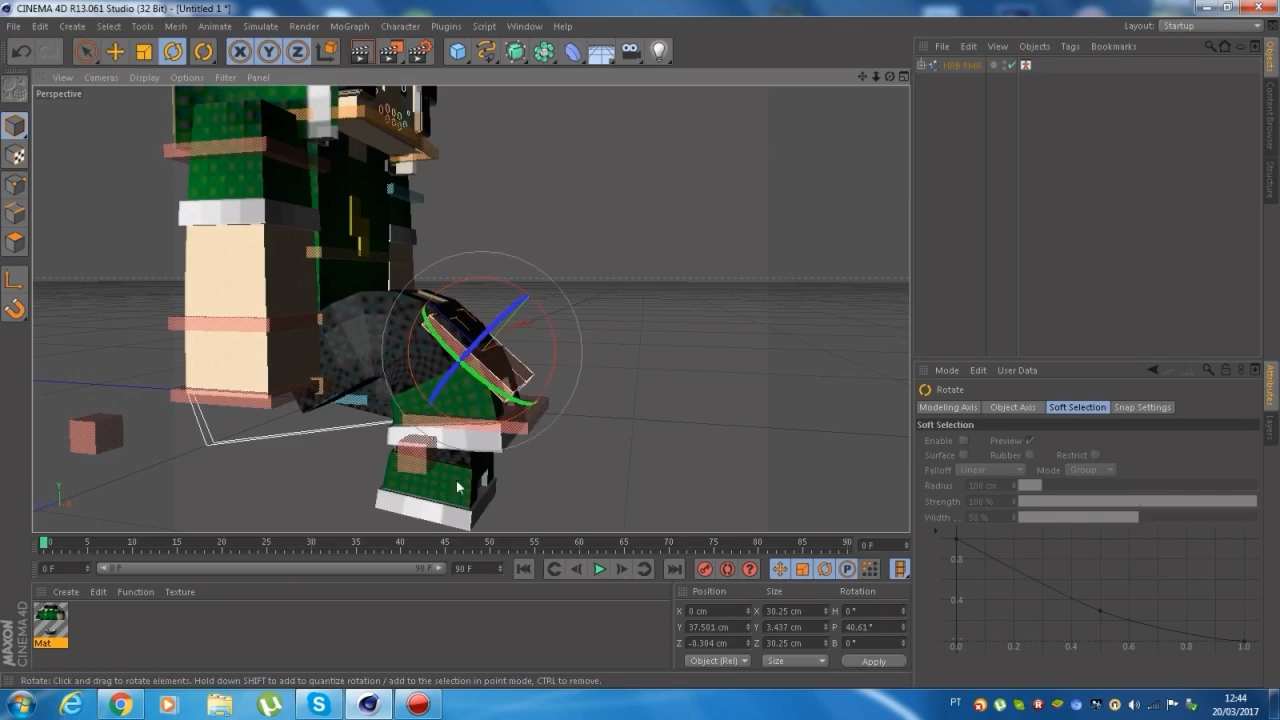 CINEMA 4D R13.061 Studio (32 Bit) - [Untitled 1 *]
File Edit Create Select Tools Mesh Animate Simulate Render MoGraph Character Plugins Script Window Help
Layout: Startup
View Cameras Display Options Filter Panel
Perspective
File Edit View Objects Tags Bookmarks
Objects
Content Browser
Structure
Mode Edit User Data
Attributes
Layers
Rotate
Modeling Axis Object Axis Soft Selection Snap Settings
Soft Selection
Enable Preview
Surface Rubber Restrict
Falloff Linear Mode Group...
Radius 100 cm
Strength 100 %
Width . . 50 %
0.8
0.4
0.0 0.2 0.4 0.6 0.8 1.0
Y
X
0 5 10 15 20 25 30 35 40 45 50 55 60 65 70 75 80 85 90 0 F
0 F 0 F 90 F 90 F
Create Edit Function Texture
Mat
Position Size Rotation
X 0 cm X 30.25 cm H 0 °
Y 37.501 cm Y 3.437 cm P 40.61 °
Z -0.304 cm Z 30.25 cm B 0 °
Object (Rel) Size Apply
MAXON
CINEMA 4D
Rotate: Click and drag to rotate elements. Hold down SHIFT to add to quantize rotation / add to the selection in point mode, CTRL to remove.
PT
12:44
20/03/2017